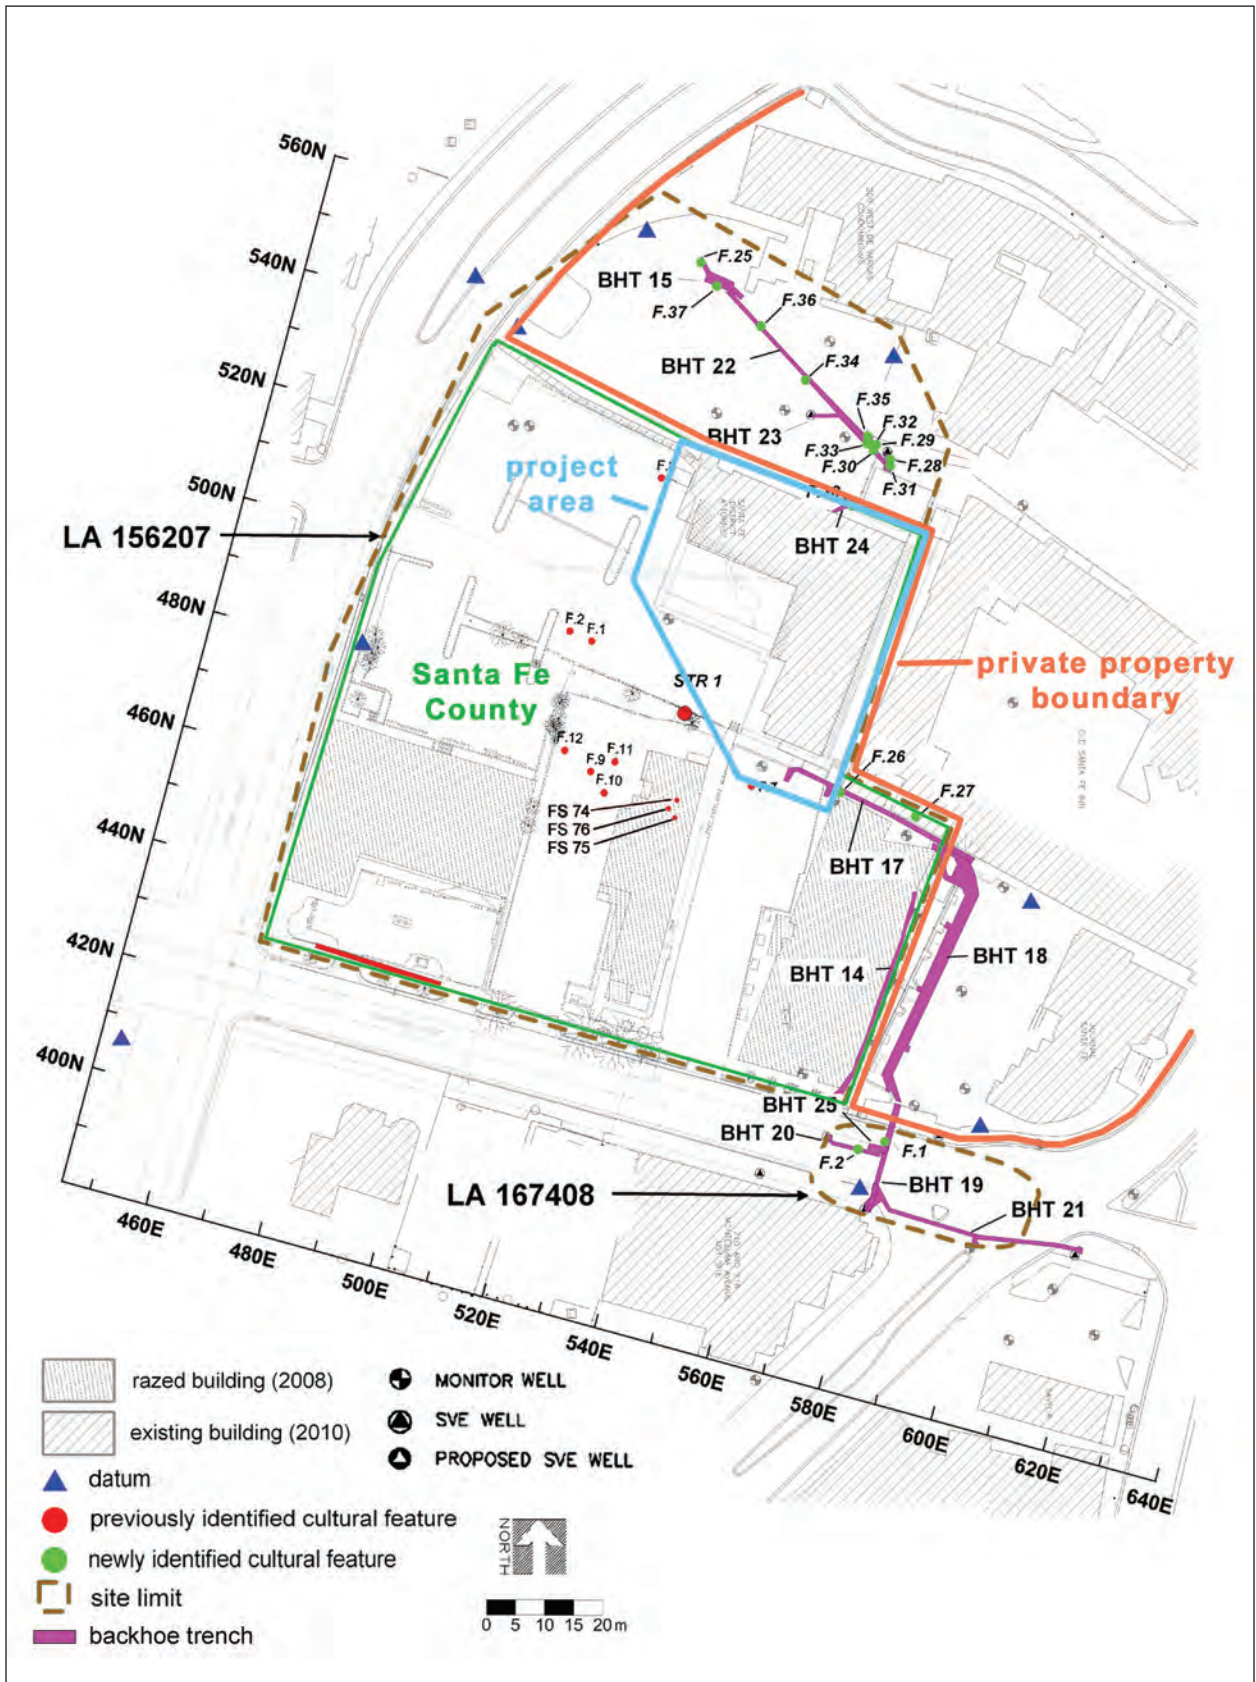 560N
540N
520N
500N
480N
460N
440N
420N
400N
460E
480E
500E
520E
540E
560E
580E
600E
620E
640E
F.25
BHT 15
F.37
F.36
BHT 22
F.34
F.35
F.32
BHT 23
F.29
F.33
F.28
F.30
F.31
project
area
BHT 24
LA 156207
F.2
F.1
Santa Fe
County
STR 1
private property
boundary
F.12
F.11
F.9
F.10
F.26
F.27
FS 74
FS 76
FS 75
BHT 17
BHT 14
BHT 18
BHT 25
BHT 20
F.2
F.1
LA 167408
BHT 19
BHT 21
razed building (2008)
existing building (2010)
datum
previously identified cultural feature
newly identified cultural feature
site limit
backhoe trench
MONITOR WELL
SVE WELL
PROPOSED SVE WELL
NORTH
0 5 10 15 20 m